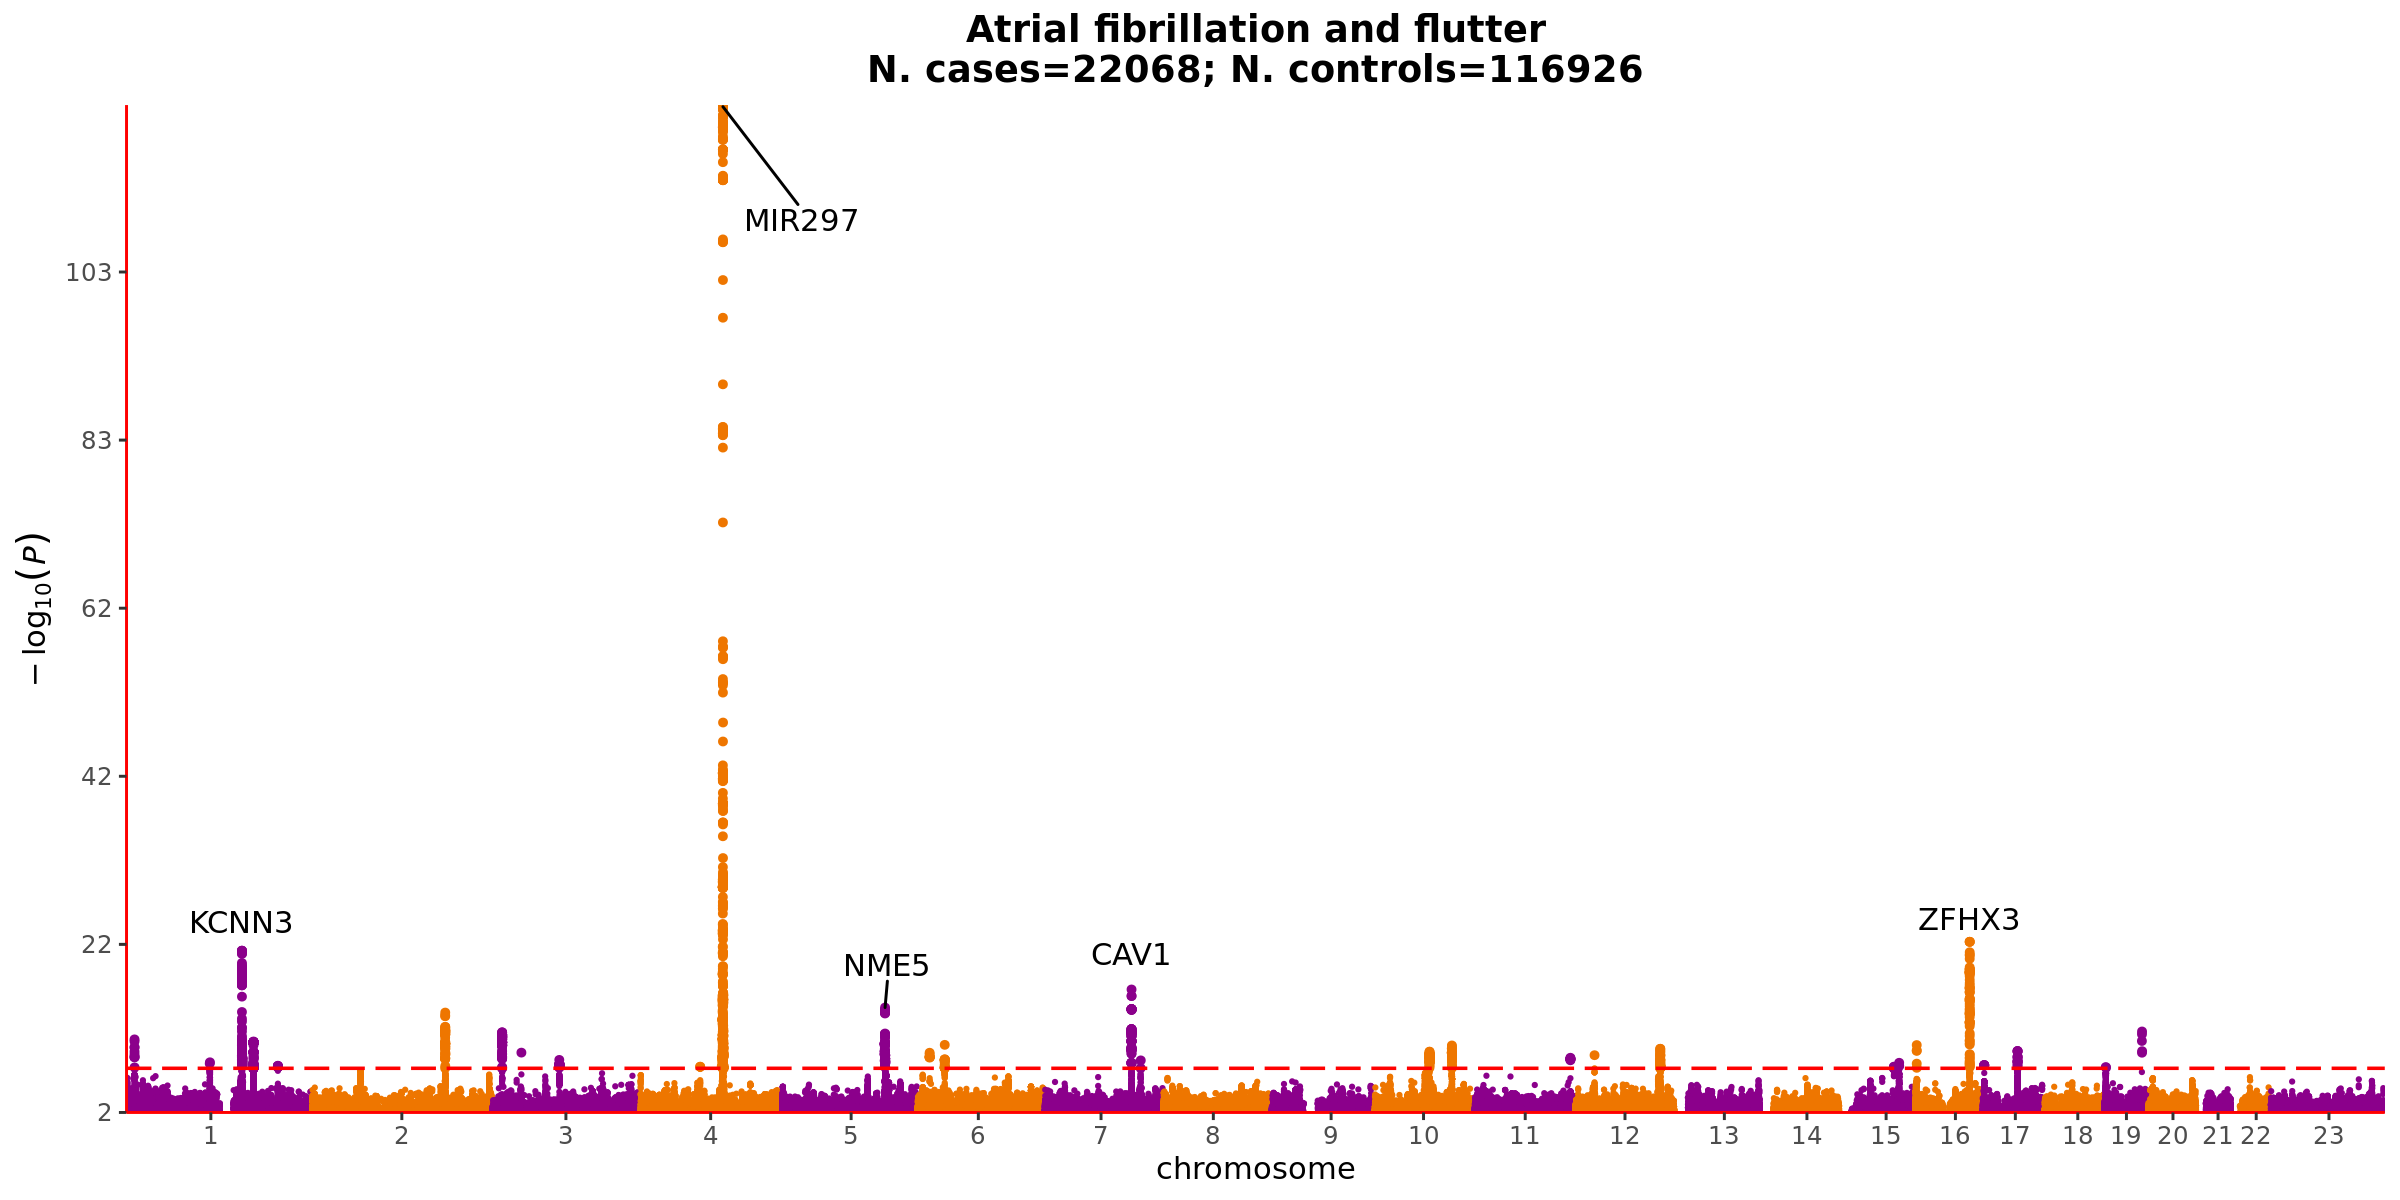 Atrial fibrillation and flutter
N. cases=22068; N. controls=116926
MIR297
103
83
62
− log10(P)
42
KCNN3
ZFHX3
22
NME5
CAV1
2
1 2 3 4 5 6 7 8 9 10 11 12 13 14 15 16 17 18 19 20 21 22 23
chromosome